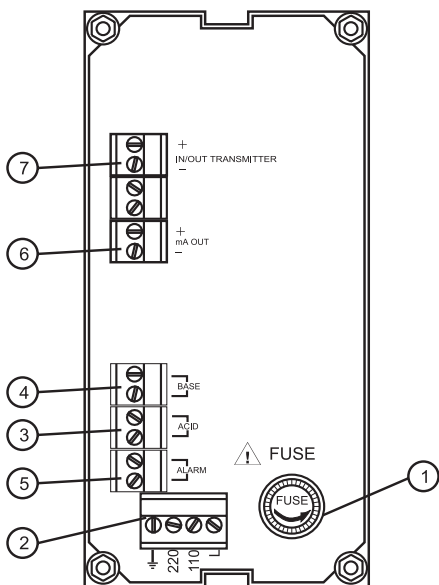 +
IN/OUT TRANSMITTER
−
7
+
mA OUT
−
6
4
BASE
3
ACID
5
ALARM
⚠ FUSE
FUSE
1
2
220
110
L